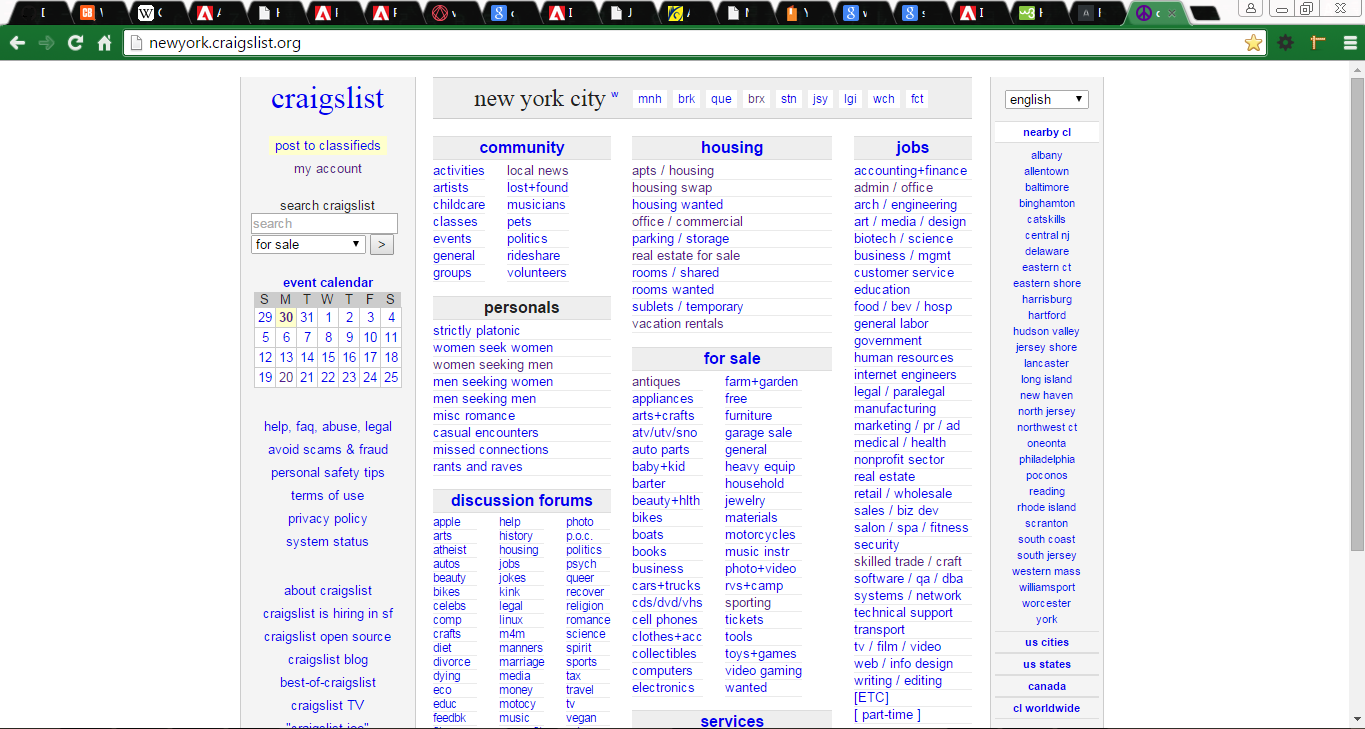 newyork.craigslist.org
craigslist
post to classifieds
my account
search craigslist
search
for sale >
event calendar
S M T W T F S
29 30 31 1 2 3 4
5 6 7 8 9 10 11
12 13 14 15 16 17 18
19 20 21 22 23 24 25
help, faq, abuse, legal
avoid scams & fraud
personal safety tips
terms of use
privacy policy
system status
about craigslist
craigslist is hiring in sf
craigslist open source
craigslist blog
best-of-craigslist
craigslist TV
"craigslist joe"
new york city w mnh brk que brx stn jsy lgi wch fct
community
activities
artists
childcare
classes
events
general
groups
local news
lost+found
musicians
pets
politics
rideshare
volunteers
personals
strictly platonic
women seek women
women seeking men
men seeking women
men seeking men
misc romance
casual encounters
missed connections
rants and raves
discussion forums
apple
arts
atheist
autos
beauty
bikes
celebs
comp
crafts
diet
divorce
dying
eco
educ
feedbk
help
history
housing
jobs
jokes
kink
legal
linux
m4m
manners
marriage
media
money
motocy
music
photo
p.o.c.
politics
psych
queer
recover
religion
romance
science
spirit
sports
tax
travel
tv
vegan
housing
apts / housing
housing swap
housing wanted
office / commercial
parking / storage
real estate for sale
rooms / shared
rooms wanted
sublets / temporary
vacation rentals
for sale
antiques
appliances
arts+crafts
atv/utv/sno
auto parts
baby+kid
barter
beauty+hlth
bikes
boats
books
business
cars+trucks
cds/dvd/vhs
cell phones
clothes+acc
collectibles
computers
electronics
farm+garden
free
furniture
garage sale
general
heavy equip
household
jewelry
materials
motorcycles
music instr
photo+video
rvs+camp
sporting
tickets
tools
toys+games
video gaming
wanted
services
jobs
accounting+finance
admin / office
arch / engineering
art / media / design
biotech / science
business / mgmt
customer service
education
food / bev / hosp
general labor
government
human resources
internet engineers
legal / paralegal
manufacturing
marketing / pr / ad
medical / health
nonprofit sector
real estate
retail / wholesale
sales / biz dev
salon / spa / fitness
security
skilled trade / craft
software / qa / dba
systems / network
technical support
transport
tv / film / video
web / info design
writing / editing
[ETC]
[ part-time ]
english
nearby cl
albany
allentown
baltimore
binghamton
catskills
central nj
delaware
eastern ct
eastern shore
harrisburg
hartford
hudson valley
jersey shore
lancaster
long island
new haven
north jersey
northwest ct
oneonta
philadelphia
poconos
reading
rhode island
scranton
south coast
south jersey
western mass
williamsport
worcester
york
us cities
us states
canada
cl worldwide